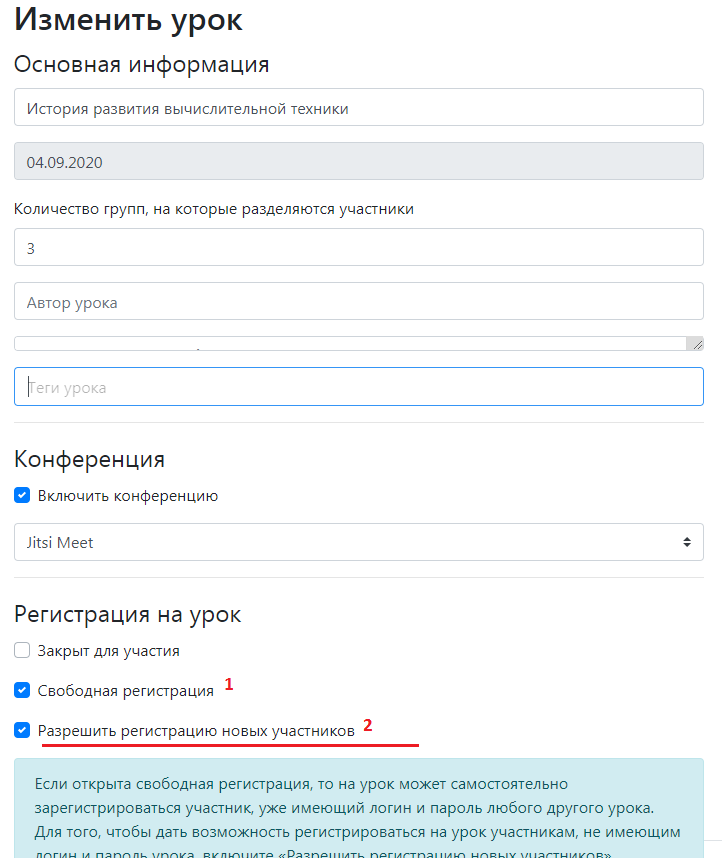 Изменить урок
Основная информация
История развития вычислительной техники
04.09.2020
Количество групп, на которые разделяются участники
3
Автор урока
Теги урока
Конференция
Включить конференцию
Jitsi Meet
Регистрация на урок
Закрыт для участия
Свободная регистрация 1
Разрешить регистрацию новых участников 2
Если открыта свободная регистрация, то на урок может самостоятельно
зарегистрироваться участник, уже имеющий логин и пароль любого другого урока.
Для того, чтобы дать возможность регистрироваться на урок участникам, не имеющим
логин и пароль урока, включите «Разрешить регистрацию новых участников».